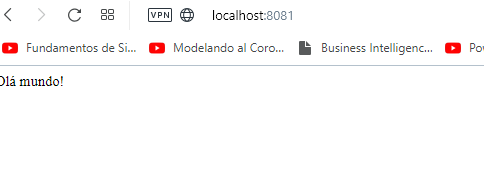 VPN localhost:8081
Fundamentos de Si... Modelando al Coro... Business Intelligenc... Po
Olá mundo!